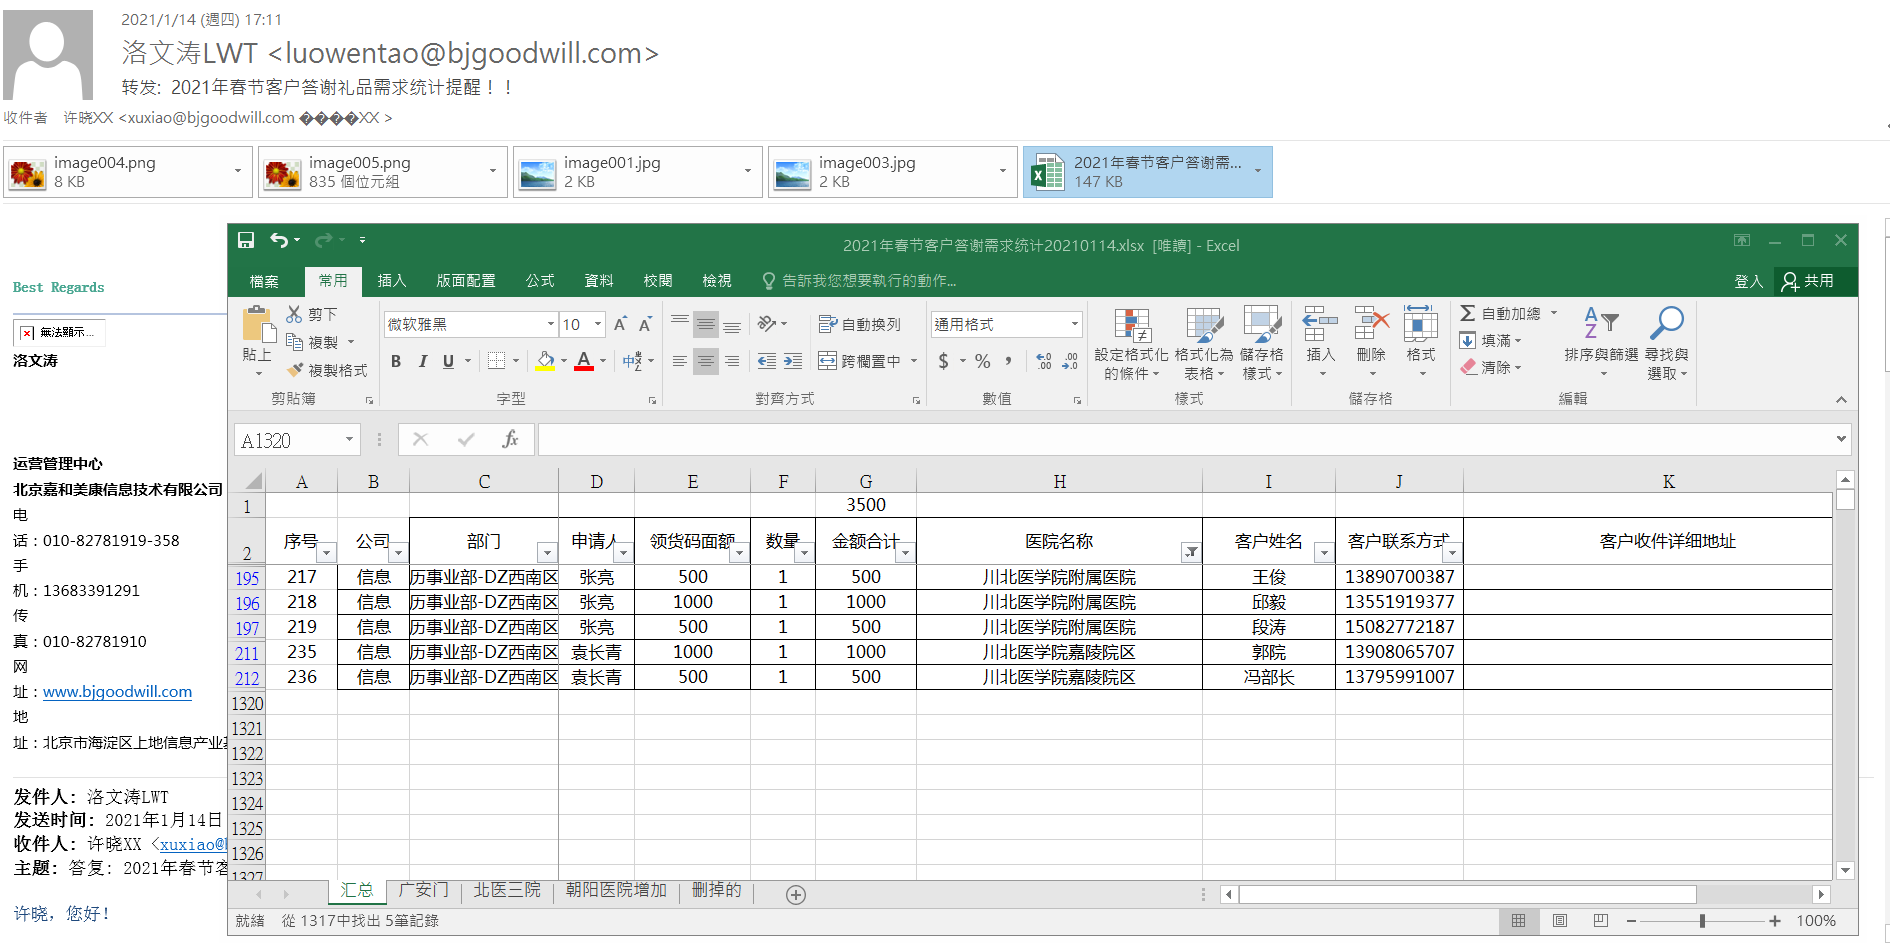 2021/1/14 (週四) 17:11
洛文涛LWT <luowentao@bjgoodwill.com>
转发: 2021年春节客户答谢礼品需求统计提醒！！
收件者 许晓XX <xuxiao@bjgoodwill.com ����XX >
image004.png
8 KB
image005.png
835 個位元組
image001.jpg
2 KB
image003.jpg
2 KB
2021年春节客户答谢需...
147 KB
Best Regards
無法顯示...
洛文涛
运营管理中心
北京嘉和美康信息技术有限公司
电
话：010-82781919-358
手
机：13683391291
传
真：010-82781910
网
址：www.bjgoodwill.com
地
址：北京市海淀区上地信息产业
发件人: 洛文涛LWT
发送时间: 2021年1月14日
收件人: 许晓XX <xuxiao@b
主题: 答复: 2021年春节客
许晓，您好！
2021年春节客户答谢需求统计20210114.xlsx [唯讀] - Excel
檔案 常用 插入 版面配置 公式 資料 校閱 檢視 告訴我您想要執行的動作... 登入 共用
貼上 剪下 複製 複製格式 剪貼簿
微软雅黑 10 A A B I U A 中 字型
自動換列 跨欄置中 對齊方式
通用格式 $ % , 數值
設定格式化的條件 格式化為表格 儲存格樣式 樣式
插入 刪除 格式 儲存格
自動加總 填滿 清除 排序與篩選 尋找與選取 編輯
A1320 fx
A B C D E F G H I J K
1 3500
2 序号 公司 部门 申请人 领货码面额 数量 金额合计 医院名称 客户姓名 客户联系方式 客户收件详细地址
195 217 信息 历事业部-DZ西南区 张亮 500 1 500 川北医学院附属医院 王俊 13890700387
196 218 信息 历事业部-DZ西南区 张亮 1000 1 1000 川北医学院附属医院 邱毅 13551919377
197 219 信息 历事业部-DZ西南区 张亮 500 1 500 川北医学院附属医院 段涛 15082772187
211 235 信息 历事业部-DZ西南区 袁长青 1000 1 1000 川北医学院嘉陵院区 郭院 13908065707
212 236 信息 历事业部-DZ西南区 袁长青 500 1 500 川北医学院嘉陵院区 冯部长 13795991007
1320
1321
1322
1323
1324
1325
1326
1327
汇总 广安门 北医三院 朝阳医院增加 删掉的
就緒 從 1317中找出 5筆記錄 100%